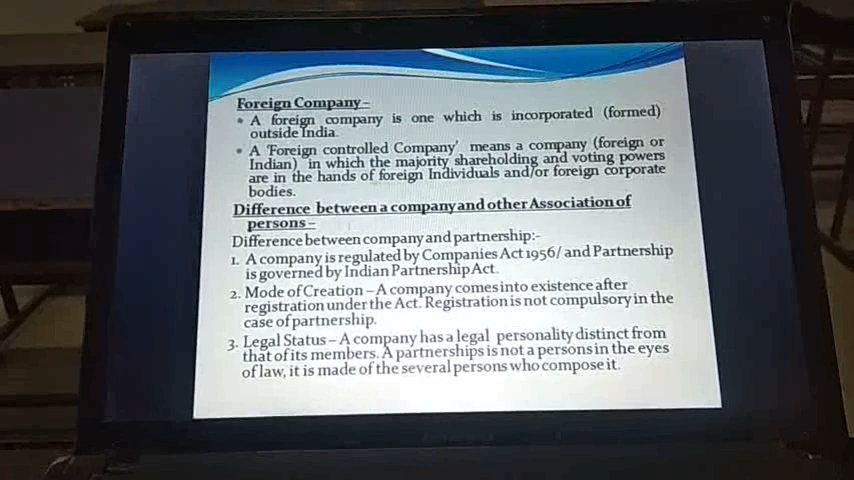 Foreign Company –
• A foreign company is one which is incorporated (formed)
outside India.
• A 'Foreign controlled Company' means a company (foreign or
Indian) in which the majority shareholding and voting powers
are in the hands of foreign Individuals and/or foreign corporate
bodies.
Difference between a company and other Association of
persons –
Difference between company and partnership:-
1. A company is regulated by Companies Act 1956/ and Partnership
is governed by Indian Partnership Act.
2. Mode of Creation – A company comes into existence after
registration under the Act. Registration is not compulsory in the
case of partnership.
3. Legal Status – A company has a legal personality distinct from
that of its members. A partnerships is not a persons in the eyes
of law, it is made of the several persons who compose it.